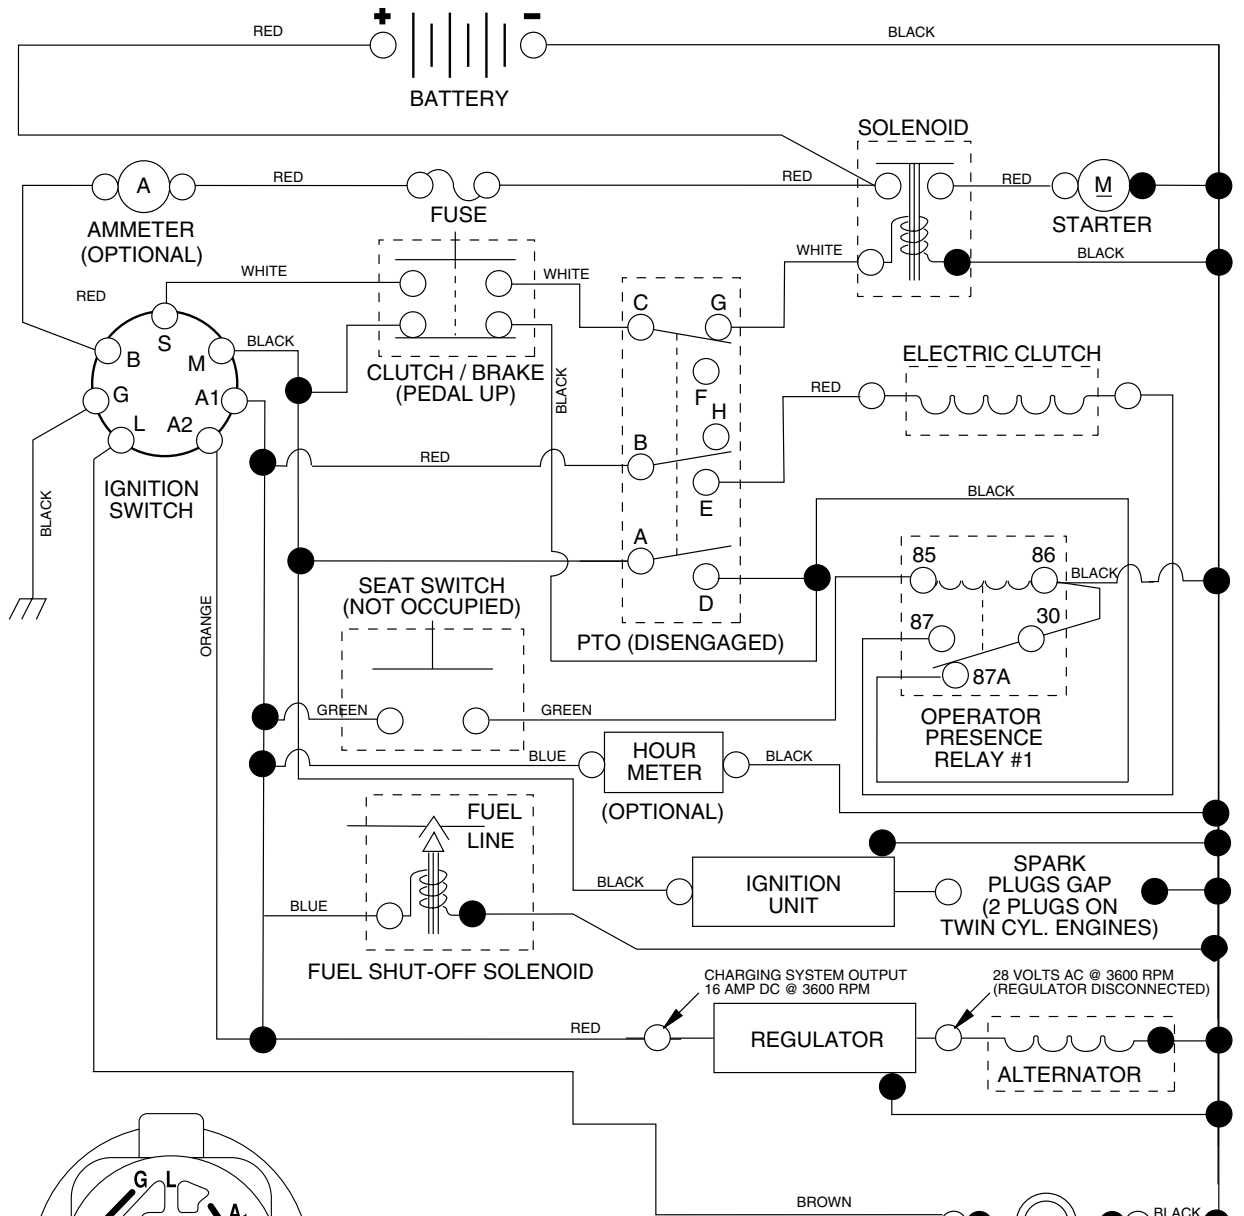 + −
RED
BLACK
BATTERY
SOLENOID
A
RED
RED
RED
M
AMMETER
(OPTIONAL)
FUSE
STARTER
WHITE
BLACK
WHITE
WHITE
RED
C
G
S
B
M
BLACK
CLUTCH / BRAKE
(PEDAL UP)
BLACK
ELECTRIC CLUTCH
F
RED
G
A1
L
A2
H
B
RED
E
IGNITION
SWITCH
BLACK
BLACK
A
D
85
86
BLACK
SEAT SWITCH
(NOT OCCUPIED)
ORANGE
87
30
87A
PTO (DISENGAGED)
GREEN
GREEN
OPERATOR
PRESENCE
RELAY #1
BLUE
HOUR
METER
BLACK
(OPTIONAL)
FUEL
LINE
BLACK
IGNITION
UNIT
SPARK
PLUGS GAP
(2 PLUGS ON
TWIN CYL. ENGINES)
BLUE
FUEL SHUT-OFF SOLENOID
CHARGING SYSTEM OUTPUT
16 AMP DC @ 3600 RPM
28 VOLTS AC @ 3600 RPM
(REGULATOR DISCONNECTED)
RED
REGULATOR
ALTERNATOR
G L
A
BROWN
BLACK